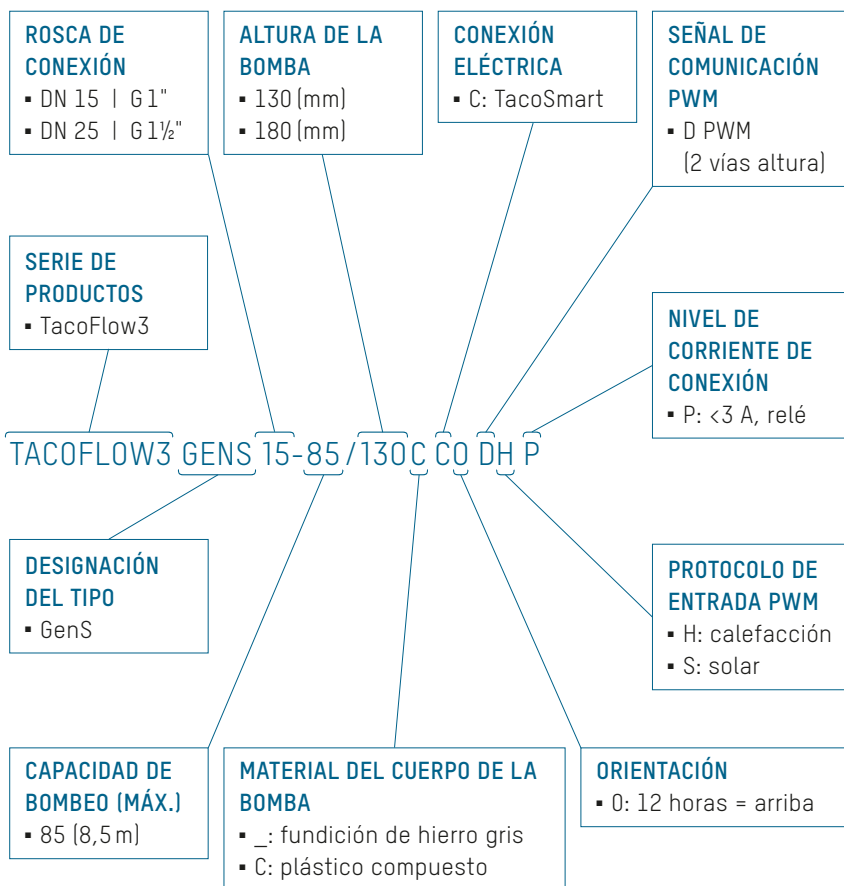 ROSCA DE
CONEXIÓN
▪ DN 15 | G 1"
▪ DN 25 | G 1½"
ALTURA DE LA
BOMBA
▪ 130 (mm)
▪ 180 (mm)
CONEXIÓN
ELÉCTRICA
▪ C: TacoSmart
SEÑAL DE
COMUNICACIÓN
PWM
▪ D PWM
(2 vías altura)
SERIE DE
PRODUCTOS
▪ TacoFlow3
NIVEL DE
CORRIENTE DE
CONEXIÓN
▪ P: <3 A, relé
TACOFLOW3 GENS 15-85/130C CO DH P
DESIGNACIÓN
DEL TIPO
▪ GenS
PROTOCOLO DE
ENTRADA PWM
▪ H: calefacción
▪ S: solar
CAPACIDAD DE
BOMBEO (MÁX.)
▪ 85 (8,5 m)
MATERIAL DEL CUERPO DE LA
BOMBA
▪ _: fundición de hierro gris
▪ C: plástico compuesto
ORIENTACIÓN
▪ O: 12 horas = arriba